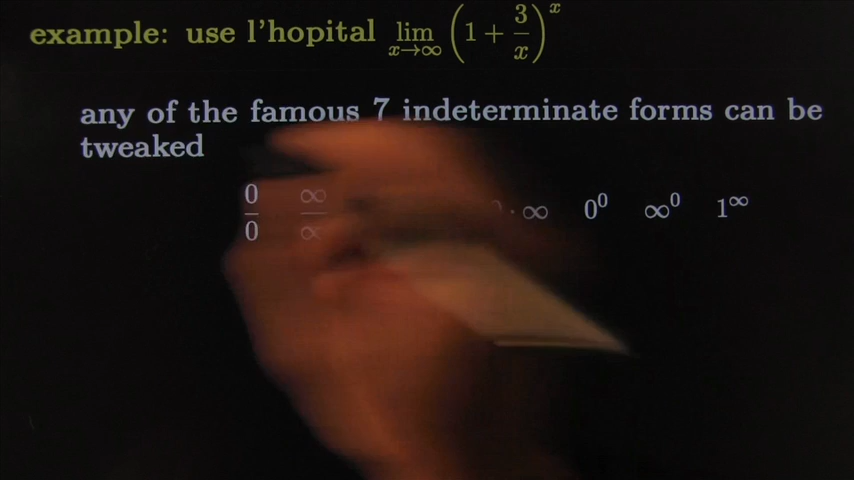 example: use l'hopital lim x→∞ (1 + 3/x)^x
any of the famous 7 indeterminate forms can be
tweaked
0/0 ∞/∞ · ∞ 0^0 ∞^0 1^∞